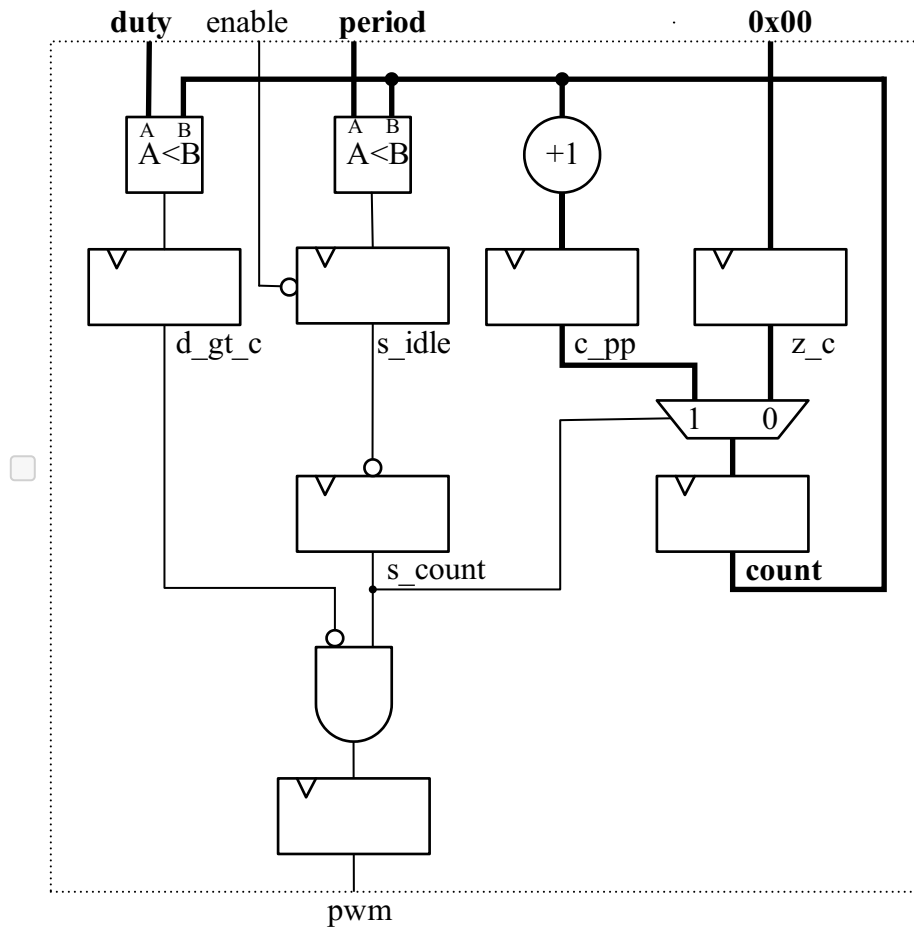 duty enable period 0x00
A B A B
A<B A<B +1
d_gt_c s_idle c_pp z_c
1 0
s_count count
pwm